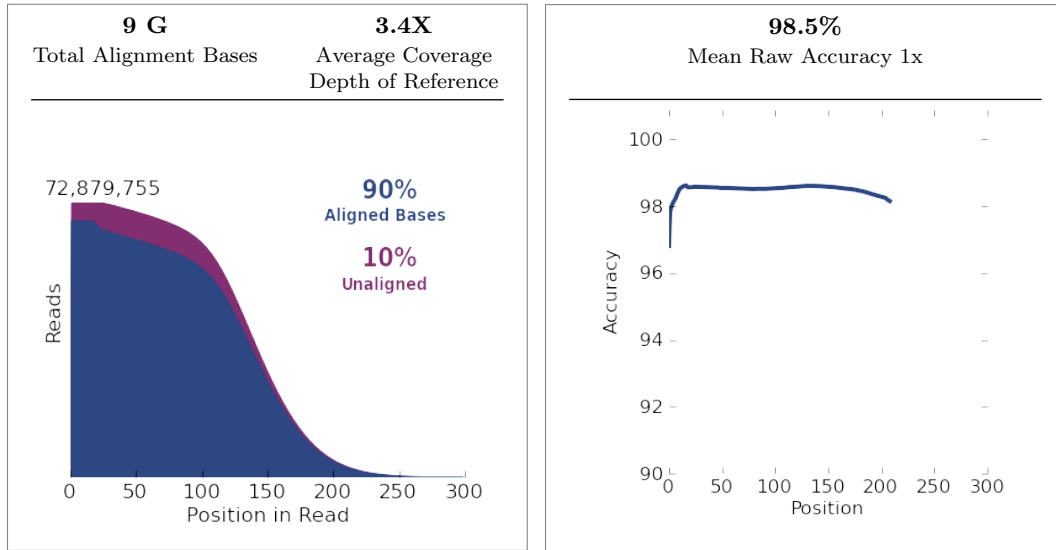 9 G
Total Alignment Bases
3.4X
Average Coverage
Depth of Reference
72,879,755
90%
Aligned Bases
10%
Unaligned
Reads
0 50 100 150 200 250 300
Position in Read
98.5%
Mean Raw Accuracy 1x
100
98
96
94
92
90
Accuracy
0 50 100 150 200 250 300
Position